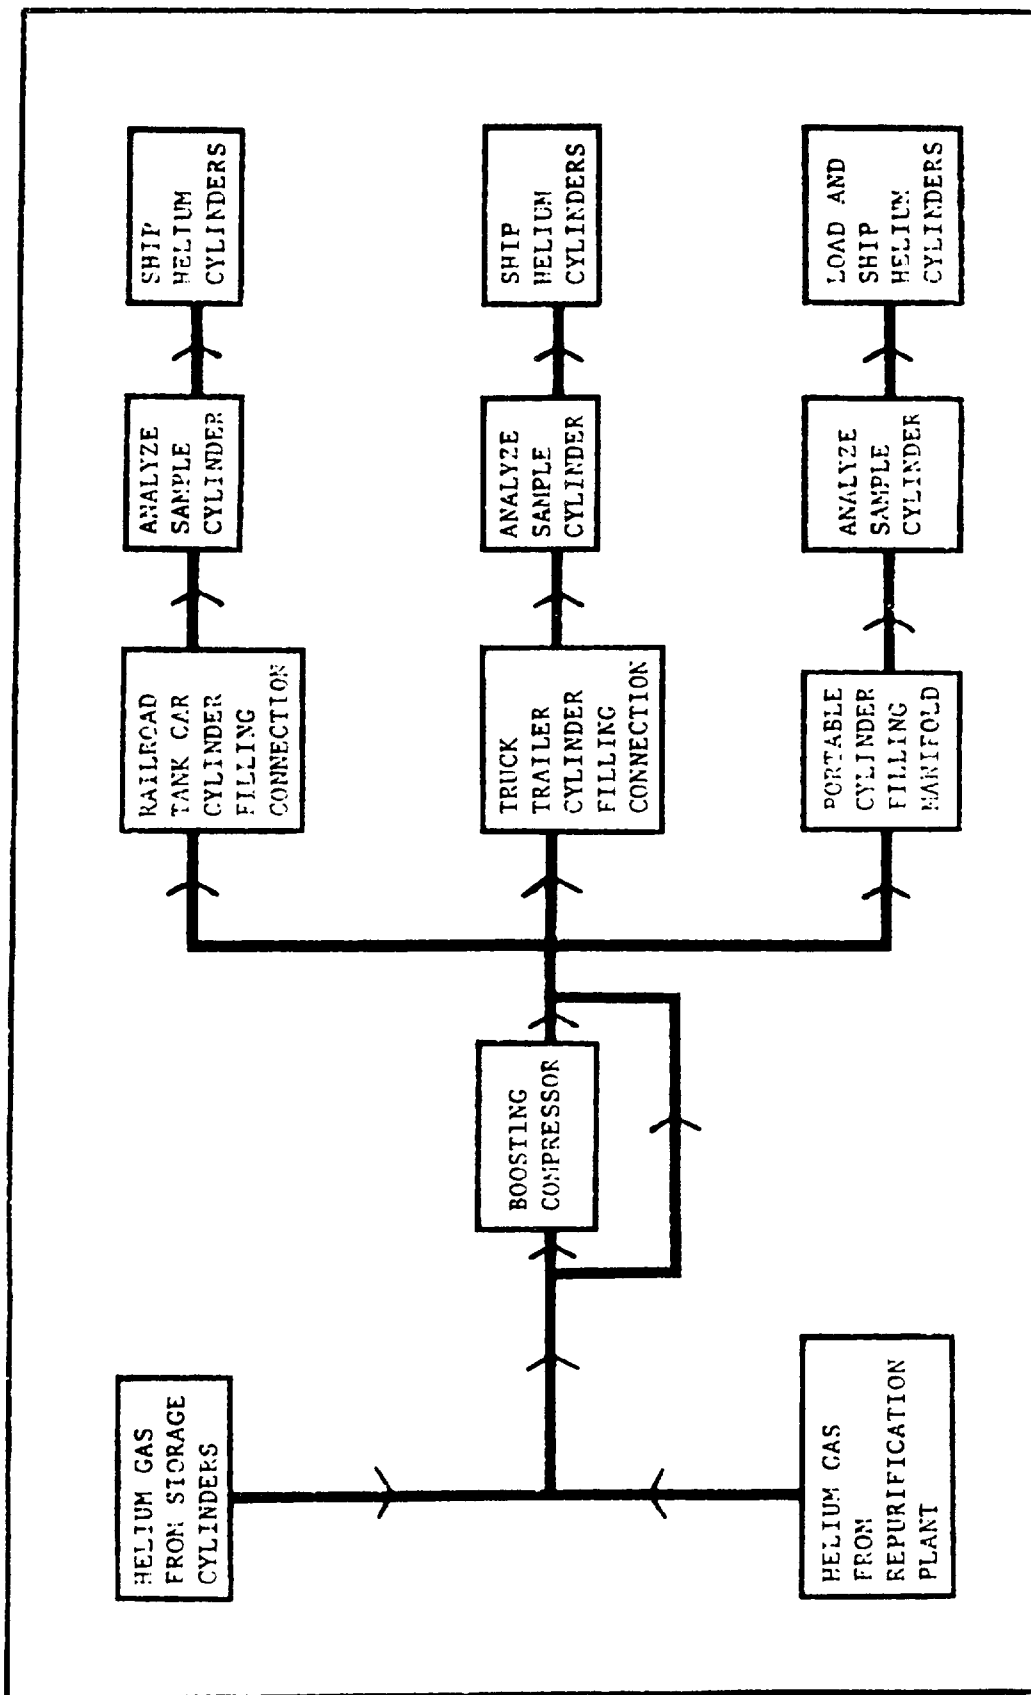 HELIUM GAS
FROM STORAGE
CYLINDERS
HELIUM GAS
FROM
REPURIFICATION
PLANT
BOOSTING
COMPRESSOR
RAILROAD
TANK CAR
CYLINDER
FILLING
CONNECTION
ANALYZE
SAMPLE
CYLINDER
SHIP
HELIUM
CYLINDERS
TRUCK
TRAILER
CYLINDER
FILLING
CONNECTION
ANALYZE
SAMPLE
CYLINDER
SHIP
HELIUM
CYLINDERS
PORTABLE
CYLINDER
FILLING
MANIFOLD
ANALYZE
SAMPLE
CYLINDER
LOAD AND
SHIP
HELIUM
CYLINDERS